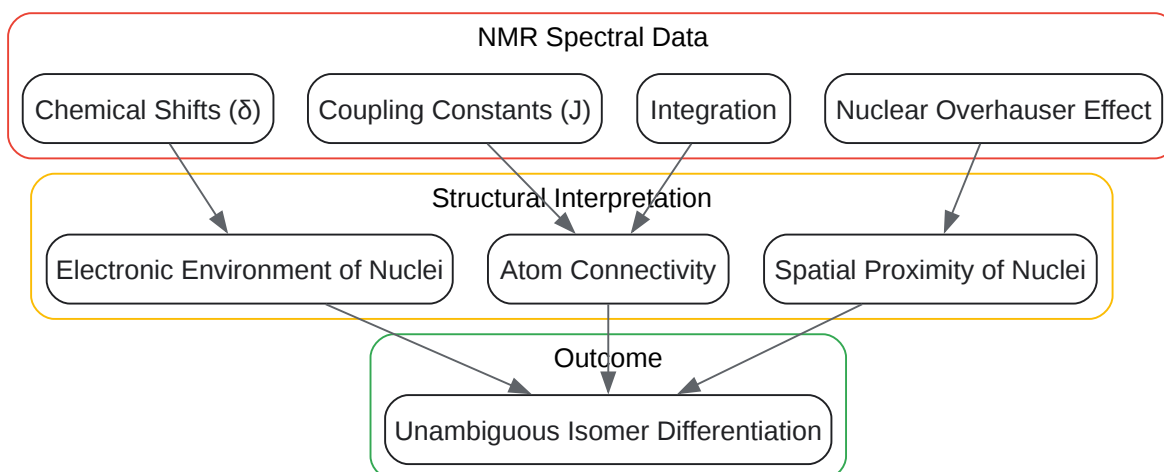 NMR Spectral Data
Chemical Shifts (δ)
Coupling Constants (J)
Integration
Nuclear Overhauser Effect
Structural Interpretation
Electronic Environment of Nuclei
Atom Connectivity
Spatial Proximity of Nuclei
Outcome
Unambiguous Isomer Differentiation